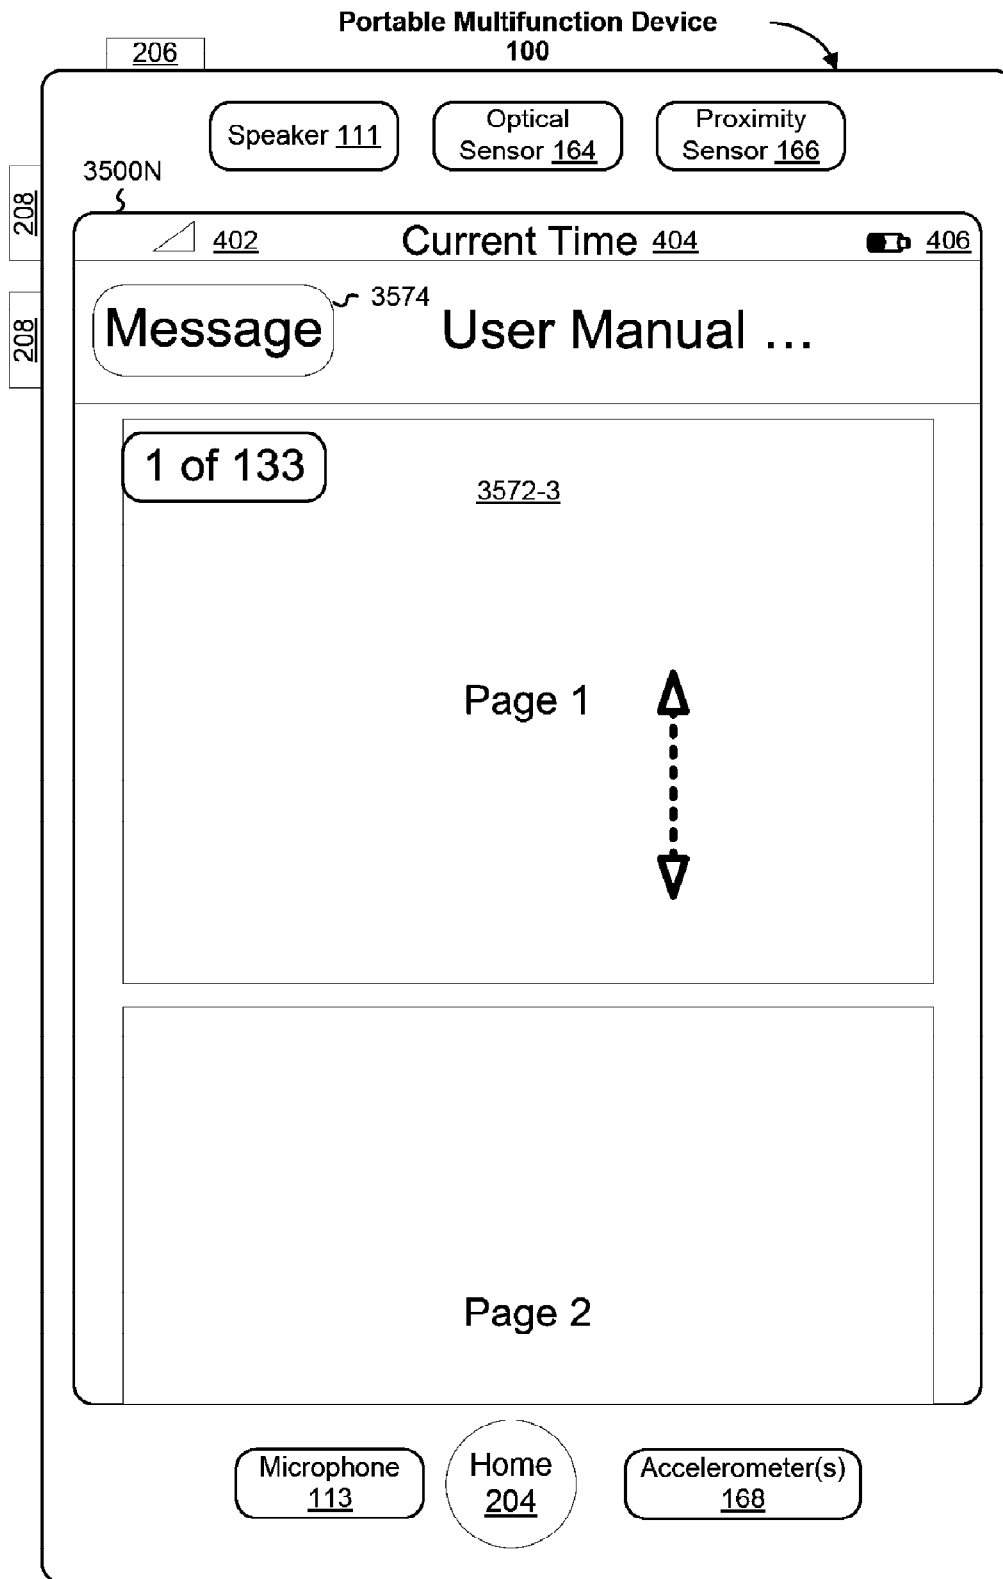 Portable Multifunction Device
100
206
Speaker 111
Optical
Sensor 164
Proximity
Sensor 166
3500N
208
402
Current Time 404
406
Message
3574
User Manual ...
208
1 of 133
3572-3
Page 1
Page 2
Microphone
113
Home
204
Accelerometer(s)
168